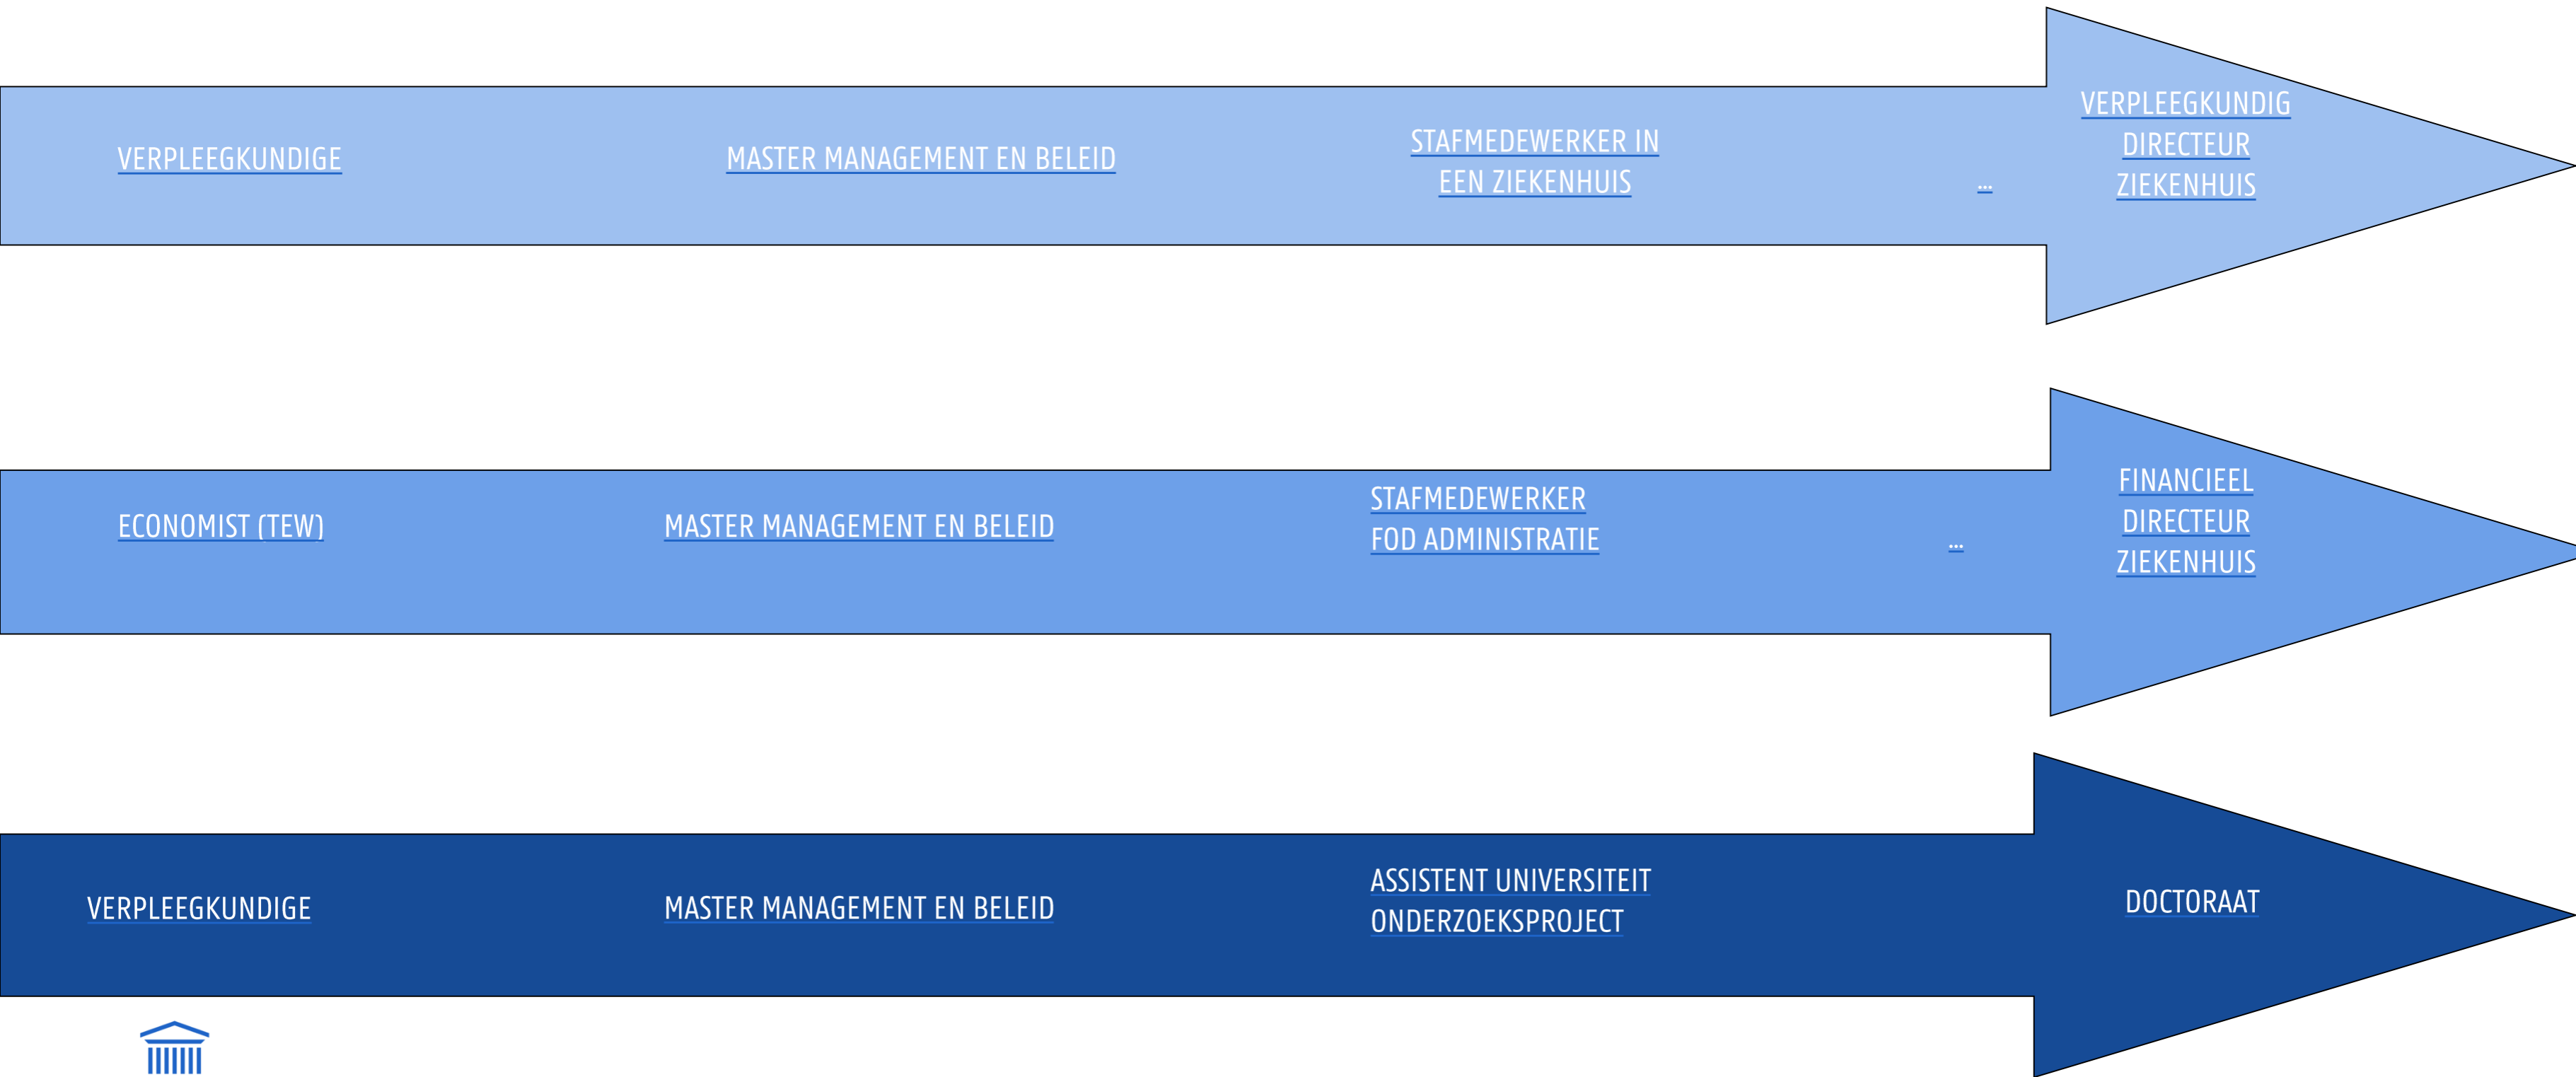 VERPLEEGKUNDIGE
MASTER MANAGEMENT EN BELEID
STAFMEDEWERKER IN
EEN ZIEKENHUIS
...
VERPLEEGKUNDIG
DIRECTEUR
ZIEKENHUIS
ECONOMIST (TEW)
MASTER MANAGEMENT EN BELEID
STAFMEDEWERKER
FOD ADMINISTRATIE
...
FINANCIEEL
DIRECTEUR
ZIEKENHUIS
VERPLEEGKUNDIGE
MASTER MANAGEMENT EN BELEID
ASSISTENT UNIVERSITEIT
ONDERZOEKSPROJECT
DOCTORAAT